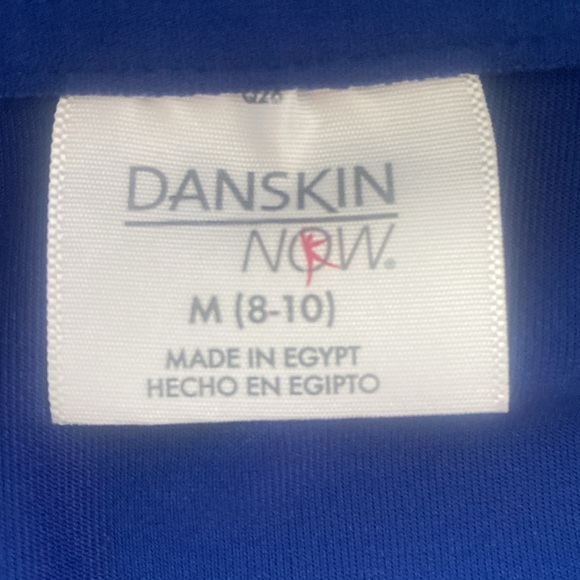 DANSKIN
NOW.
M (8-10)
MADE IN EGYPT
HECHO EN EGIPTO